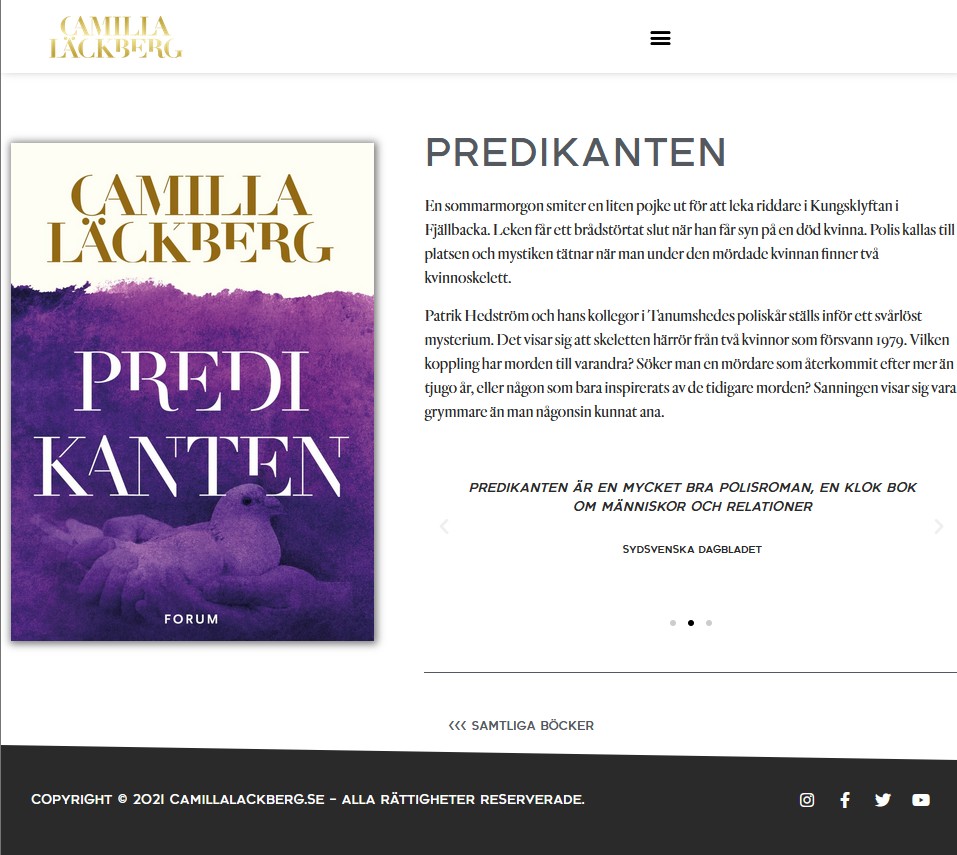 CAMILLA
LÄCKBERG
CAMILLA
LÄCKBERG
PREDI
KANTEN
FORUM
PREDIKANTEN
En sommarmorgon smiter en liten pojke ut för att leka riddare i Kungsklyftan i
Fjällbacka. Leken får ett brådstörtat slut när han får syn på en död kvinna. Polis kallas till
platsen och mystiken tätnar när man under den mördade kvinnan finner två
kvinnoskelett.
Patrik Hedström och hans kollegor i Tanumshedes poliskår ställs inför ett svårlöst
mysterium. Det visar sig att skeletten härrör från två kvinnor som försvann 1979. Vilken
koppling har morden till varandra? Söker man en mördare som återkommit efter mer än
tjugo år, eller någon som bara inspirerats av de tidigare morden? Sanningen visar sig vara
grymmare än man någonsin kunnat ana.
PREDIKANTEN ÄR EN MYCKET BRA POLISROMAN, EN KLOK BOK
OM MÄNNISKOR OCH RELATIONER
SYDSVENSKA DAGBLADET
<<< SAMTLIGA BÖCKER
COPYRIGHT © 2021 CAMILLALACKBERG.SE – ALLA RÄTTIGHETER RESERVERADE.